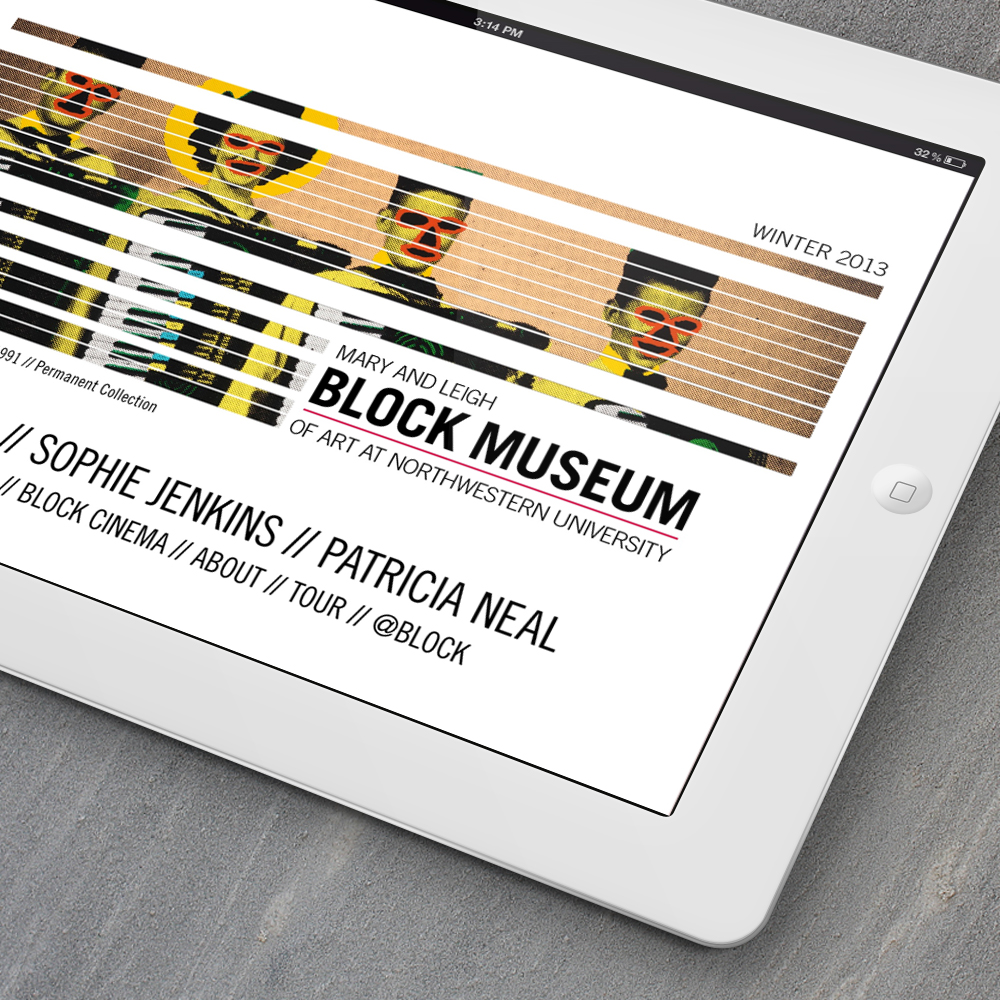 3:14 PM
32 %
WINTER 2013
MARY AND LEIGH
BLOCK MUSEUM
OF ART AT NORTHWESTERN UNIVERSITY
991 // Permanent Collection
// SOPHIE JENKINS // PATRICIA NEAL
// BLOCK CINEMA // ABOUT // TOUR // @BLOCK